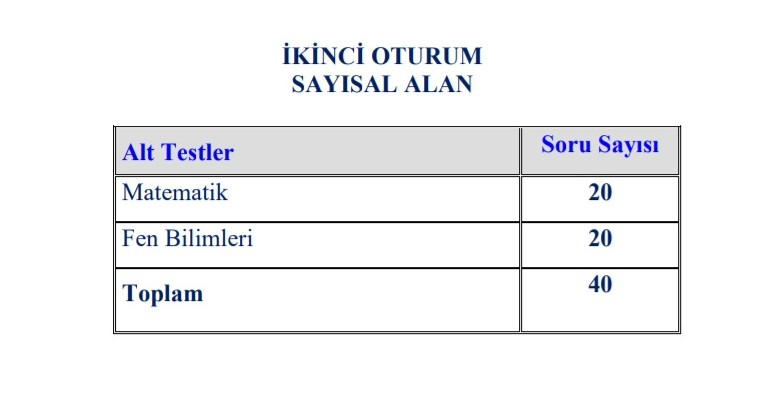 İKİNCİ OTURUM
SAYISAL ALAN
Alt Testler Soru Sayısı
Matematik 20
Fen Bilimleri 20
Toplam 40